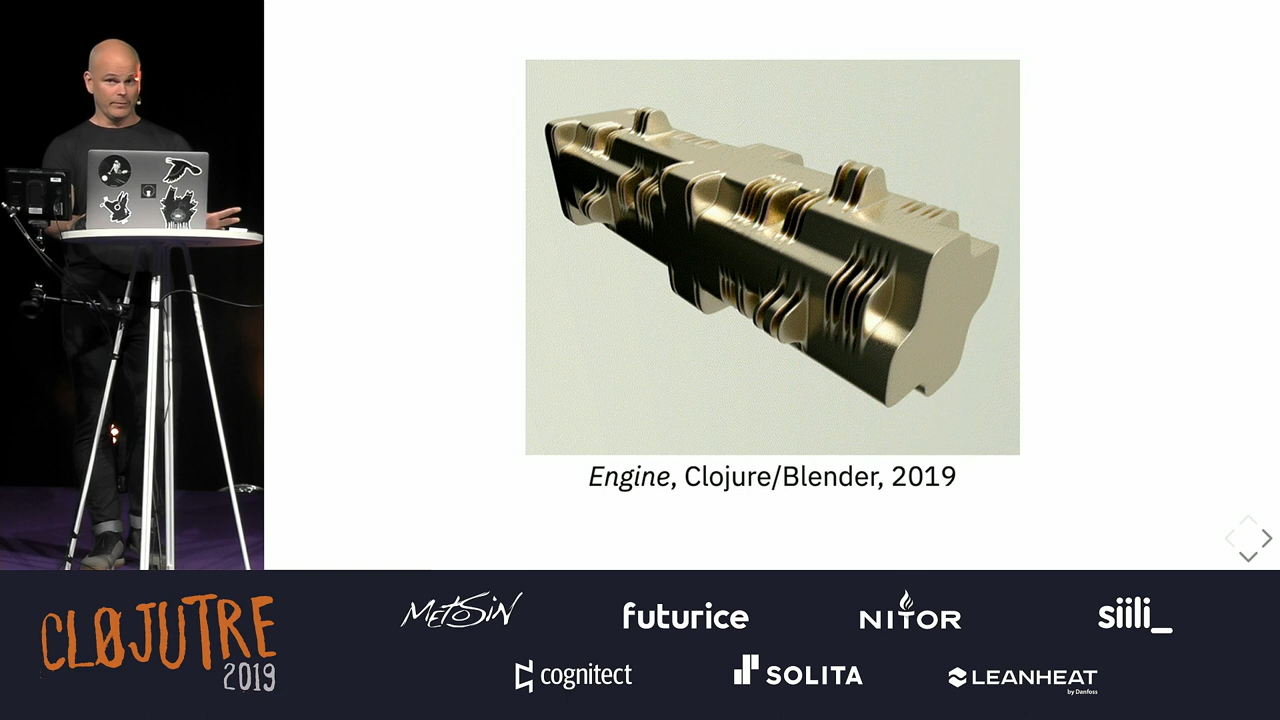 Engine, Clojure/Blender, 2019
CLØJUTRE
2019
METOSIN
futurice
NITOR
siili_
cognitect
SOLITA
LEANHEAT
by Danfoss